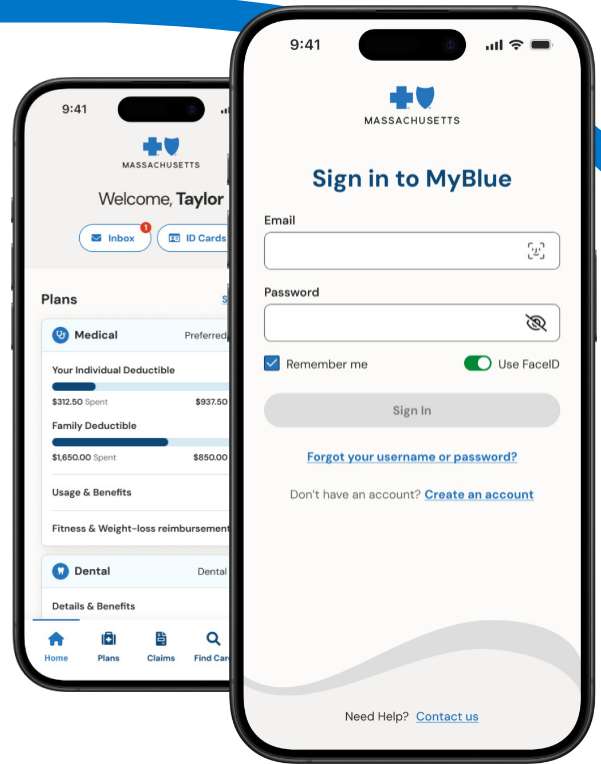 9:41
MASSACHUSETTS
Welcome, Taylor
1
Inbox
ID Cards
Plans
Medical
Preferred
Your Individual Deductible
$312.50 Spent
$937.50
Family Deductible
$1,650.00 Spent
$850.00
Usage & Benefits
Fitness & Weight-loss reimbursement
Dental
Dental
Details & Benefits
Home
Plans
Claims
Find Care
9:41
MASSACHUSETTS
Sign in to MyBlue
Email
Password
Remember me
Use FaceID
Sign In
Forgot your username or password?
Don't have an account? Create an account
Need Help? Contact us